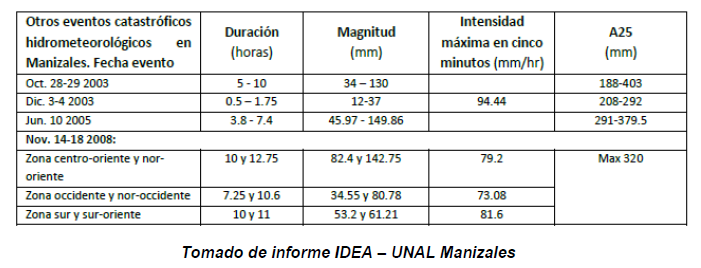 Otros eventos catastróficos hidrometeorológicos en Manizales. Fecha evento | Duración (horas) | Magnitud (mm) | Intensidad máxima en cinco minutos (mm/hr) | A25 (mm)
Oct. 28-29 2003 | 5 - 10 | 34 – 130 | | 188-403
Dic. 3-4 2003 | 0.5 – 1.75 | 12-37 | 94.44 | 208-292
Jun. 10 2005 | 3.8 - 7.4 | 45.97 - 149.86 | | 291-379.5
Nov. 14-18 2008:
Zona centro-oriente y nor-oriente | 10 y 12.75 | 82.4 y 142.75 | 79.2 | Max 320
Zona occidente y nor-occidente | 7.25 y 10.6 | 34.55 y 80.78 | 73.08
Zona sur y sur-oriente | 10 y 11 | 53.2 y 61.21 | 81.6
Tomado de informe IDEA – UNAL Manizales